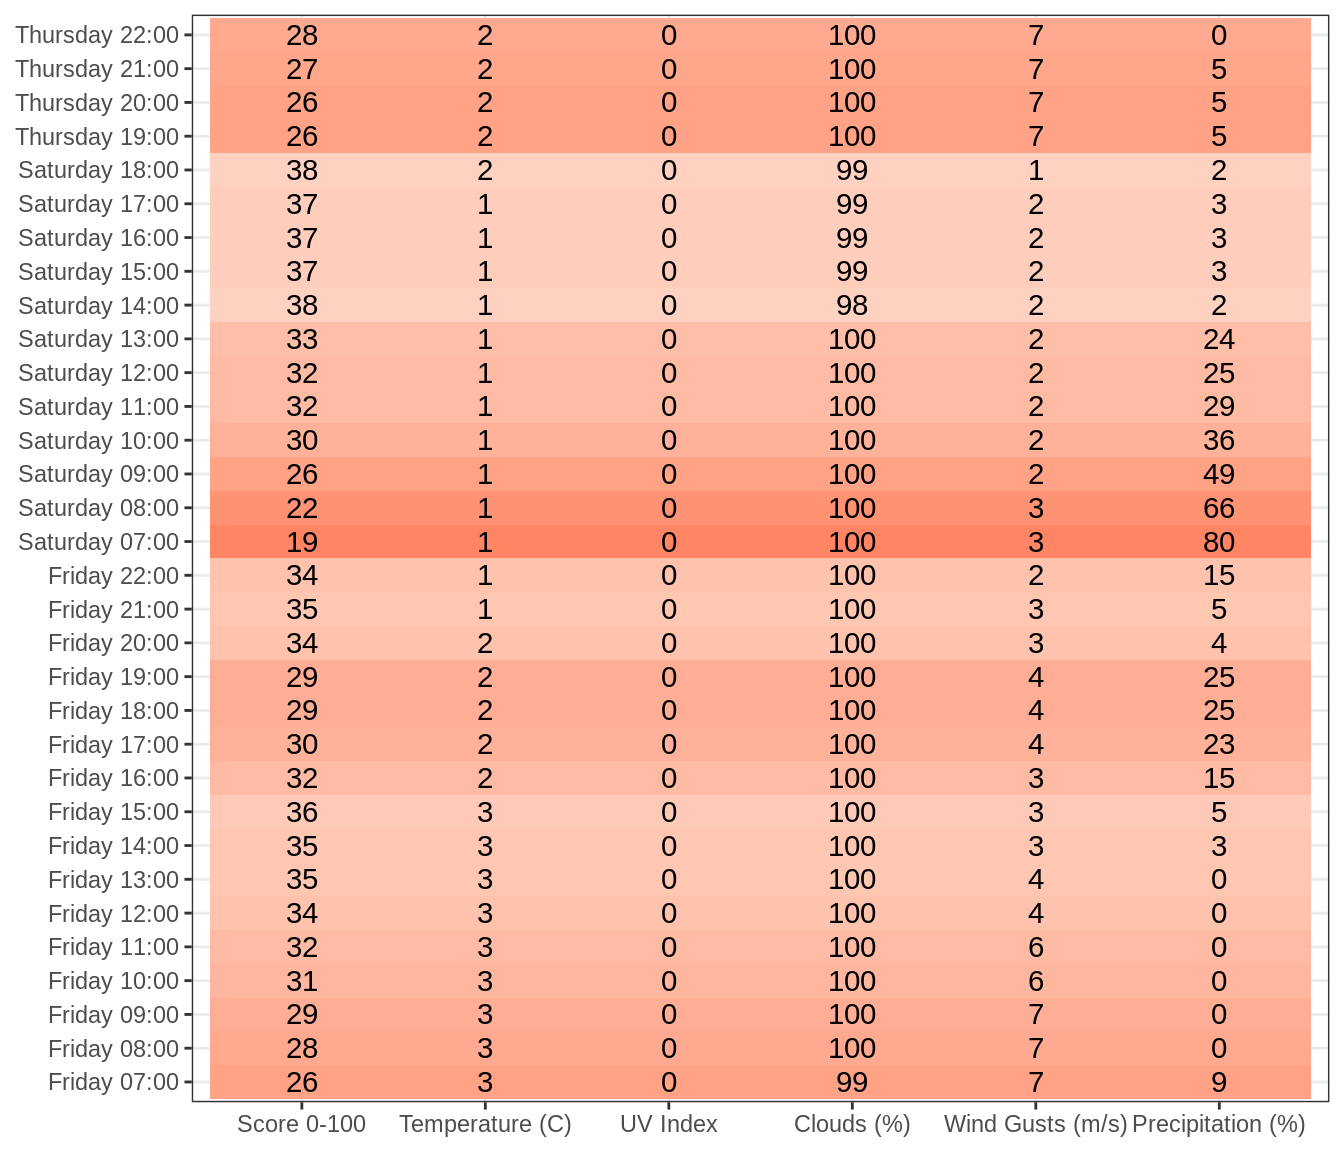 Thursday 22:00 28 2 0 100 7 0
Thursday 21:00 27 2 0 100 7 5
Thursday 20:00 26 2 0 100 7 5
Thursday 19:00 26 2 0 100 7 5
Saturday 18:00 38 2 0 99 1 2
Saturday 17:00 37 1 0 99 2 3
Saturday 16:00 37 1 0 99 2 3
Saturday 15:00 37 1 0 99 2 3
Saturday 14:00 38 1 0 98 2 2
Saturday 13:00 33 1 0 100 2 24
Saturday 12:00 32 1 0 100 2 25
Saturday 11:00 32 1 0 100 2 29
Saturday 10:00 30 1 0 100 2 36
Saturday 09:00 26 1 0 100 2 49
Saturday 08:00 22 1 0 100 3 66
Saturday 07:00 19 1 0 100 3 80
Friday 22:00 34 1 0 100 2 15
Friday 21:00 35 1 0 100 3 5
Friday 20:00 34 2 0 100 3 4
Friday 19:00 29 2 0 100 4 25
Friday 18:00 29 2 0 100 4 25
Friday 17:00 30 2 0 100 4 23
Friday 16:00 32 2 0 100 3 15
Friday 15:00 36 3 0 100 3 5
Friday 14:00 35 3 0 100 3 3
Friday 13:00 35 3 0 100 4 0
Friday 12:00 34 3 0 100 4 0
Friday 11:00 32 3 0 100 6 0
Friday 10:00 31 3 0 100 6 0
Friday 09:00 29 3 0 100 7 0
Friday 08:00 28 3 0 100 7 0
Friday 07:00 26 3 0 99 7 9
Score 0-100 Temperature (C) UV Index Clouds (%) Wind Gusts (m/s) Precipitation (%)